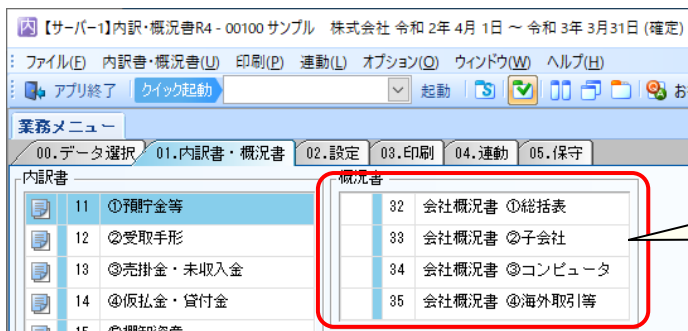 【サーバー1】内訳・概況書R4 - 00100 サンプル 株式会社 令和 2年 4月 1日 ~ 令和 3年 3月31日 (確定)
ファイル(F) 内訳書・概況書(U) 印刷(P) 連動(L) オプション(O) ウィンドウ(W) ヘルプ(H)
アプリ終了 クイック起動 起動 お
業務メニュー
00.データ選択 01.内訳書・概況書 02.設定 03.印刷 04.連動 05.保守
内訳書 概況書
11 ①預貯金等 32 会社概況書 ①総括表
12 ②受取手形 33 会社概況書 ②子会社
13 ③売掛金・未収入金 34 会社概況書 ③コンピュータ
14 ④仮払金・貸付金 35 会社概況書 ④海外取引等
15 ⑤棚卸資産